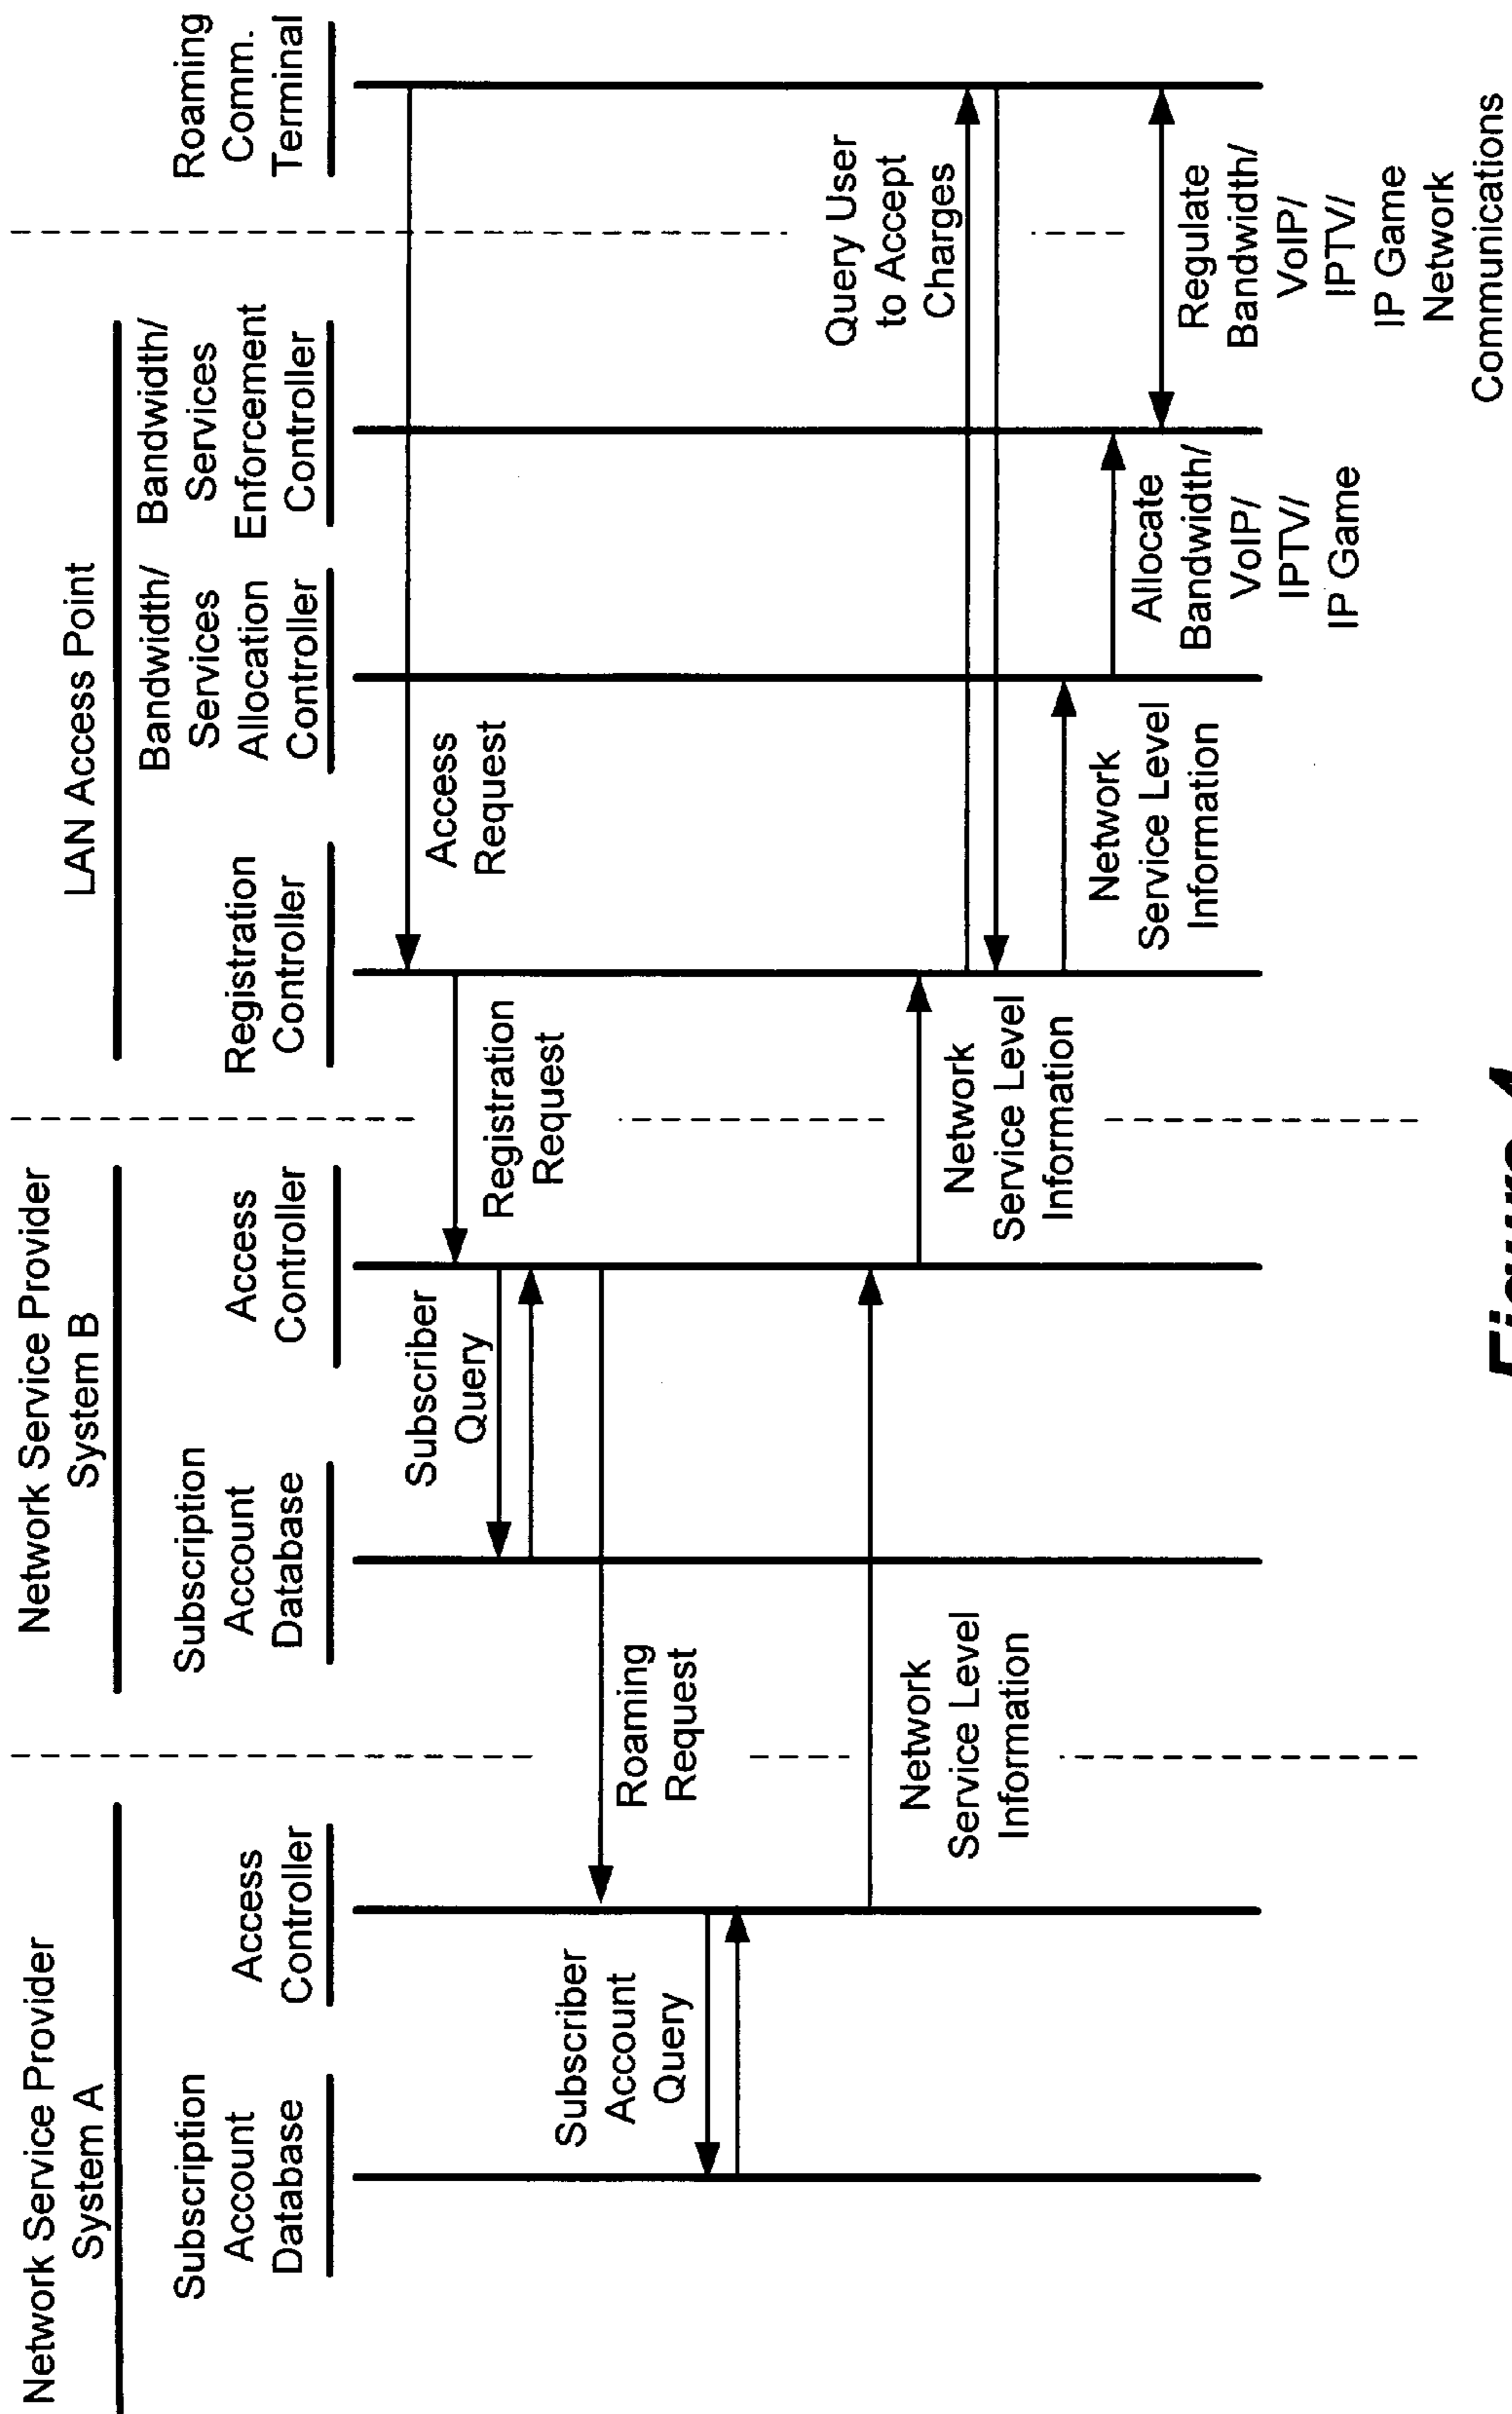 Network Service Provider
System A
Network Service Provider
System B
LAN Access Point
Subscription
Account
Database
Access
Controller
Subscription
Account
Database
Access
Controller
Registration
Controller
Bandwidth/
Services
Allocation
Controller
Bandwidth/
Services
Enforcement
Controller
Roaming
Comm.
Terminal
Access
Request
Registration
Request
Subscriber
Query
Roaming
Request
Subscriber
Account
Query
Network
Service Level
Information
Network
Service Level
Information
Query User
to Accept
Charges
Network
Service Level
Information
Allocate
Bandwidth/
VoIP/
IPTV/
IP Game
Regulate
Bandwidth/
VoIP/
IPTV/
IP Game
Network
Communications
Figure 4